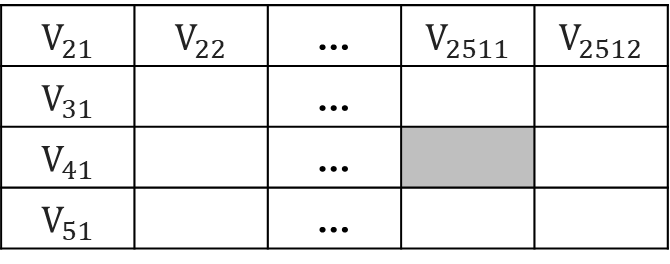 V₂₁ V₂₂ ... V₂₅₁₁ V₂₅₁₂
V₃₁ ...
V₄₁ ...
V₅₁ ...